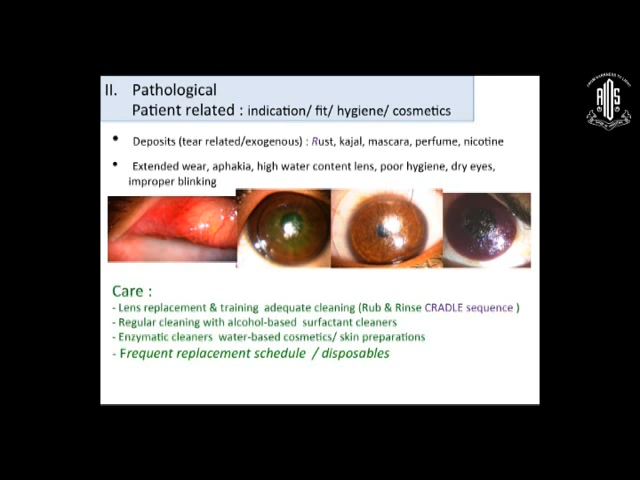 II. Pathological
Patient related : indication/ fit/ hygiene/ cosmetics
• Deposits (tear related/exogenous) : Rust, kajal, mascara, perfume, nicotine
• Extended wear, aphakia, high water content lens, poor hygiene, dry eyes,
improper blinking
Care :
- Lens replacement & training adequate cleaning (Rub & Rinse CRADLE sequence )
- Regular cleaning with alcohol-based surfactant cleaners
- Enzymatic cleaners water-based cosmetics/ skin preparations
- Frequent replacement schedule / disposables
AIOS